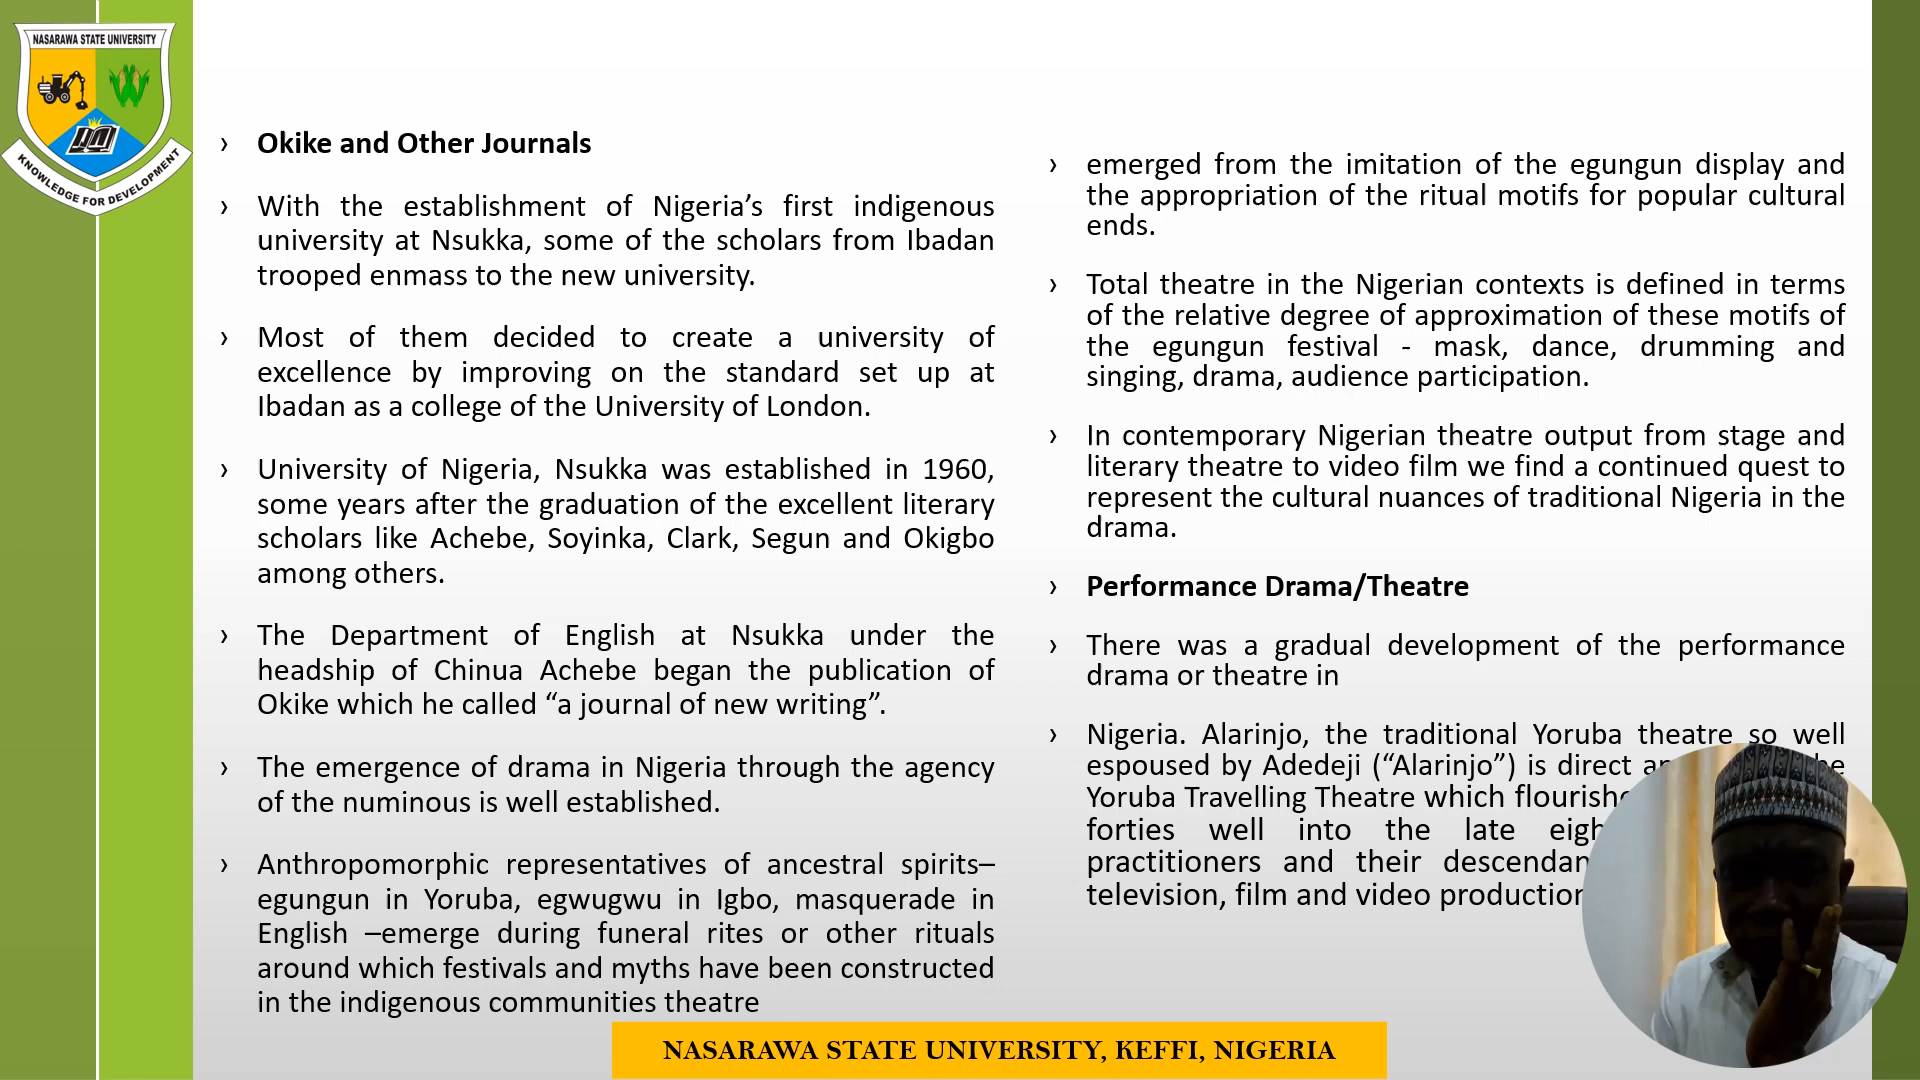 NASARAWA STATE UNIVERSITY
KNOWLEDGE FOR DEVELOPMENT
› Okike and Other Journals
› With the establishment of Nigeria’s first indigenous
university at Nsukka, some of the scholars from Ibadan
trooped enmass to the new university.
› Most of them decided to create a university of
excellence by improving on the standard set up at
Ibadan as a college of the University of London.
› University of Nigeria, Nsukka was established in 1960,
some years after the graduation of the excellent literary
scholars like Achebe, Soyinka, Clark, Segun and Okigbo
among others.
› The Department of English at Nsukka under the
headship of Chinua Achebe began the publication of
Okike which he called “a journal of new writing”.
› The emergence of drama in Nigeria through the agency
of the numinous is well established.
› Anthropomorphic representatives of ancestral spirits–
egungun in Yoruba, egwugwu in Igbo, masquerade in
English –emerge during funeral rites or other rituals
around which festivals and myths have been constructed
in the indigenous communities theatre
› emerged from the imitation of the egungun display and
the appropriation of the ritual motifs for popular cultural
ends.
› Total theatre in the Nigerian contexts is defined in terms
of the relative degree of approximation of these motifs of
the egungun festival - mask, dance, drumming and
singing, drama, audience participation.
› In contemporary Nigerian theatre output from stage and
literary theatre to video film we find a continued quest to
represent the cultural nuances of traditional Nigeria in the
drama.
› Performance Drama/Theatre
› There was a gradual development of the performance
drama or theatre in
› Nigeria. Alarinjo, the traditional Yoruba theatre so well
espoused by Adedeji (“Alarinjo”) is direct
Yoruba Travelling Theatre which
forties well into the late
practitioners and their
television, film and video
NASARAWA STATE UNIVERSITY, KEFFI, NIGERIA